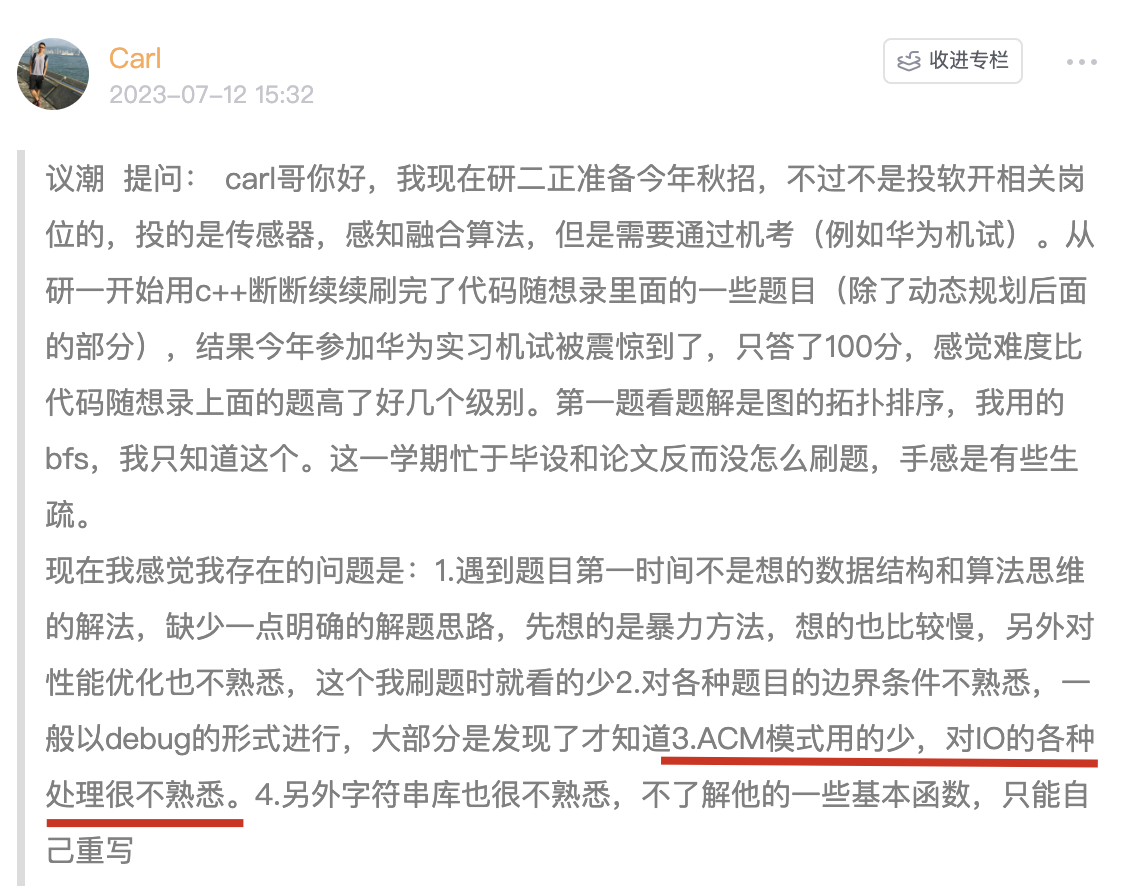 Carl
收进专栏
2023-07-12 15:32
议潮 提问： carl哥你好，我现在研二正准备今年秋招，不过不是投软开相关岗
位的，投的是传感器，感知融合算法，但是需要通过机考（例如华为机试）。从
研一开始用c++断断续续刷完了代码随想录里面的一些题目（除了动态规划后面
的部分），结果今年参加华为实习机试被震惊到了，只答了100分，感觉难度比
代码随想录上面的题高了好几个级别。第一题看题解是图的拓扑排序，我用的
bfs，我只知道这个。这一学期忙于毕设和论文反而没怎么刷题，手感是有些生
疏。
现在我感觉我存在的问题是：1.遇到题目第一时间不是想的数据结构和算法思维
的解法，缺少一点明确的解题思路，先想的是暴力方法，想的也比较慢，另外对
性能优化也不熟悉，这个我刷题时就看的少2.对各种题目的边界条件不熟悉，一
般以debug的形式进行，大部分是发现了才知道3.ACM模式用的少，对IO的各种
处理很不熟悉。4.另外字符串库也很不熟悉，不了解他的一些基本函数，只能自
己重写